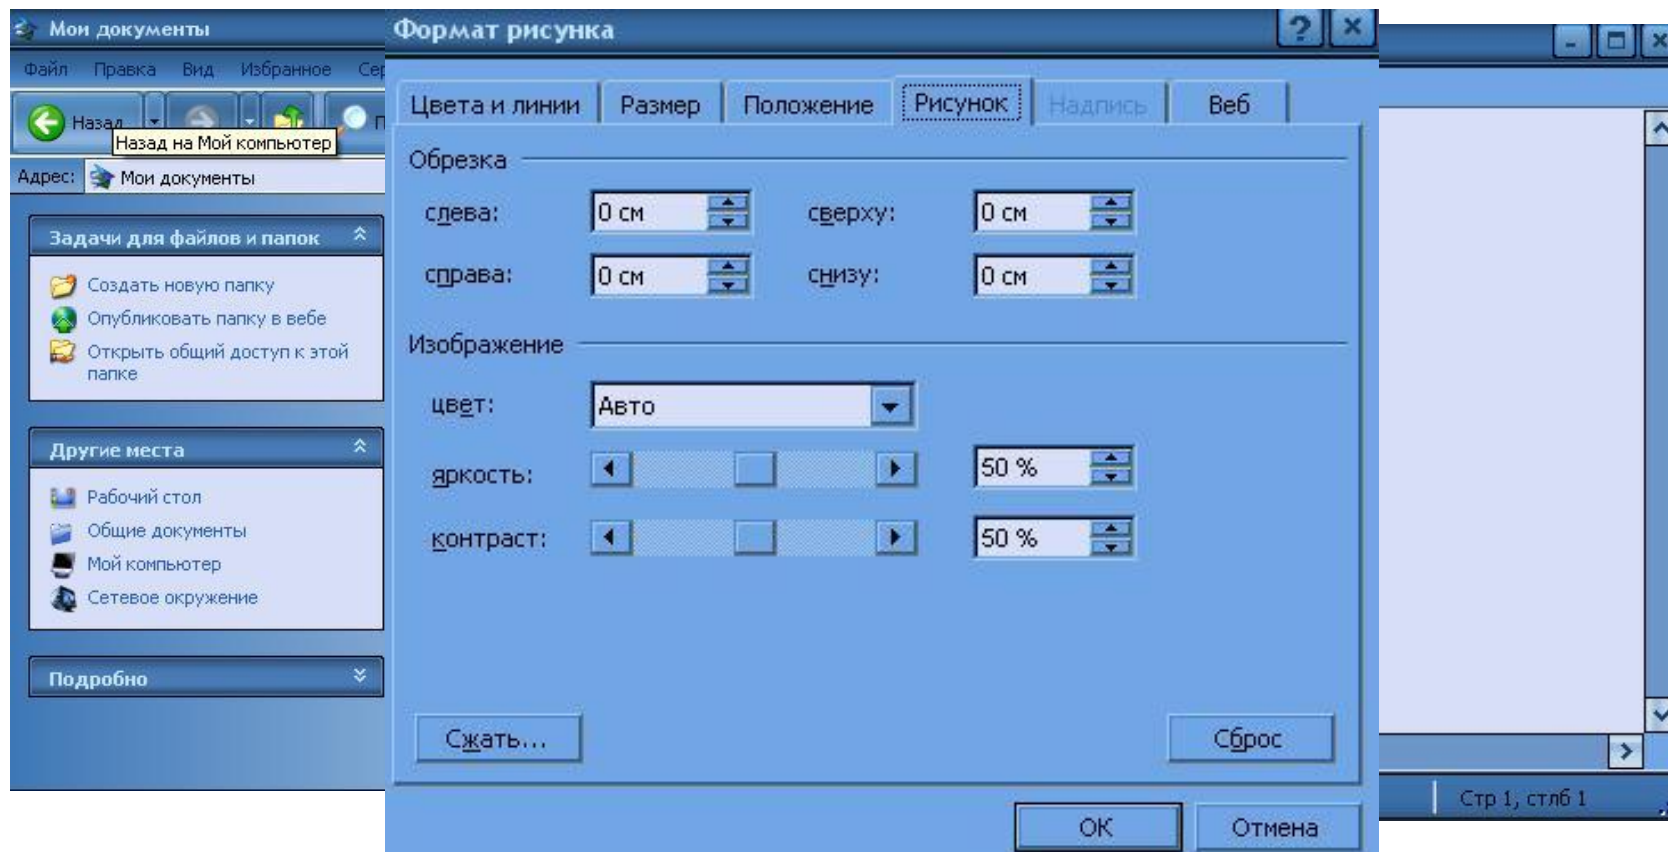 Мои документы
Файл Правка Вид Избранное Сер
Назад П
Назад на Мой компьютер
Адрес: Мои документы
Задачи для файлов и папок
Создать новую папку
Опубликовать папку в вебе
Открыть общий доступ к этой
папке
Другие места
Рабочий стол
Общие документы
Мой компьютер
Сетевое окружение
Подробно
Формат рисунка
Цвета и линии Размер Положение Рисунок Надпись Веб
Обрезка
слева: 0 см сверху: 0 см
справа: 0 см снизу: 0 см
Изображение
цвет: Авто
яркость: 50 %
контраст: 50 %
Сжать... Сброс
ОК Отмена
Стр 1, стлб 1